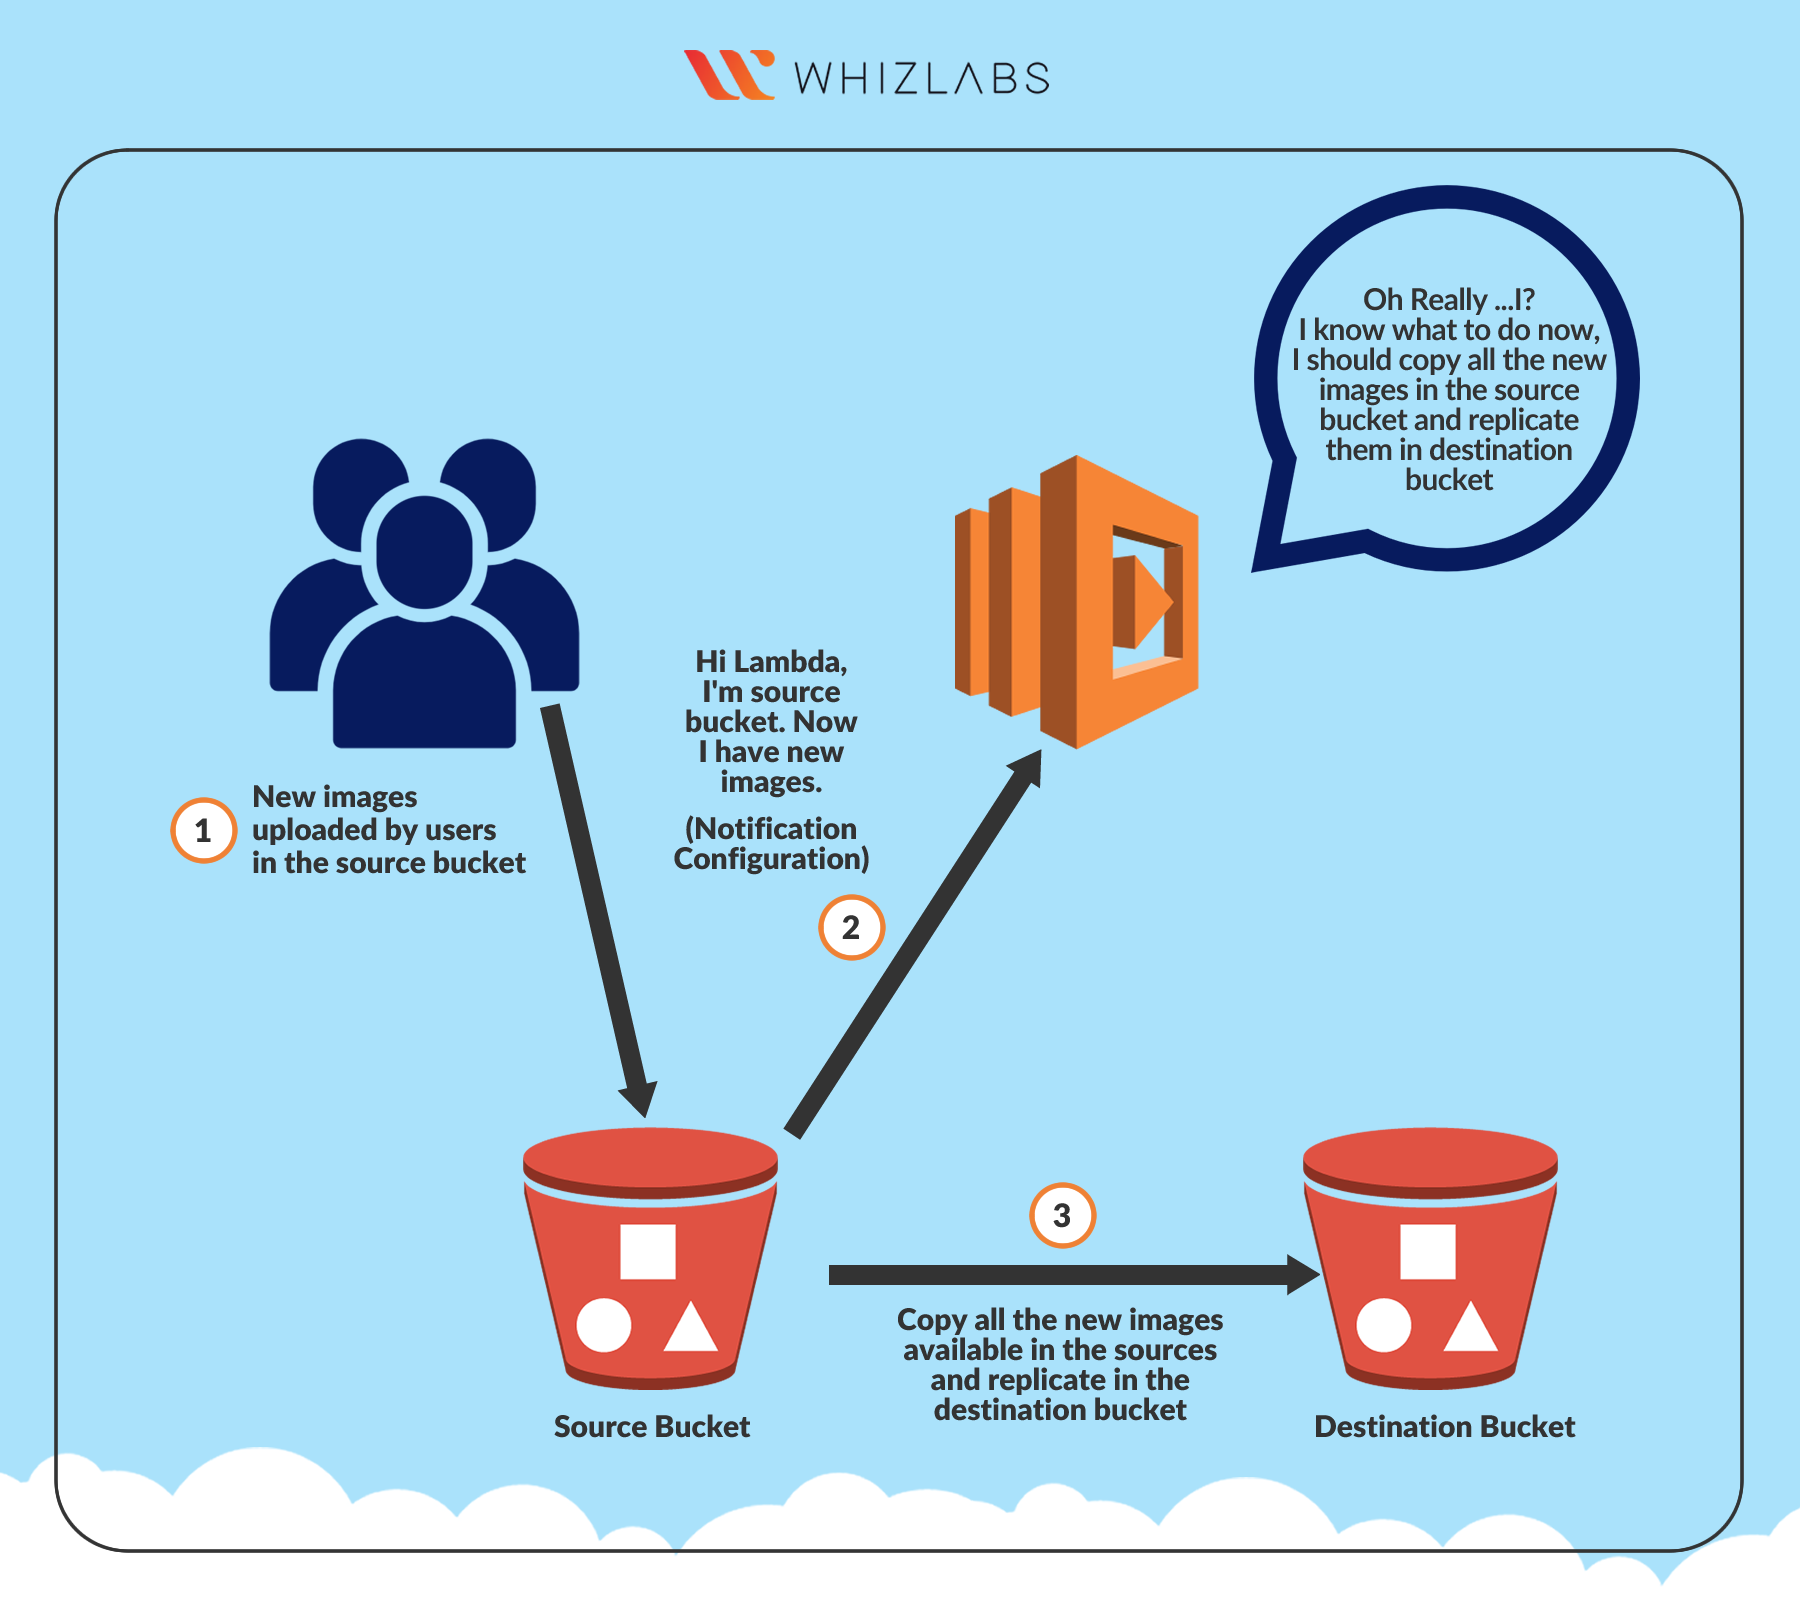 WHIZLABS
Oh Really ...I?
I know what to do now,
I should copy all the new
images in the source
bucket and replicate
them in destination
bucket
Hi Lambda,
I'm source
bucket. Now
I have new
images.
(Notification
Configuration)
1
New images
uploaded by users
in the source bucket
2
3
Copy all the new images
available in the sources
and replicate in the
destination bucket
Source Bucket
Destination Bucket